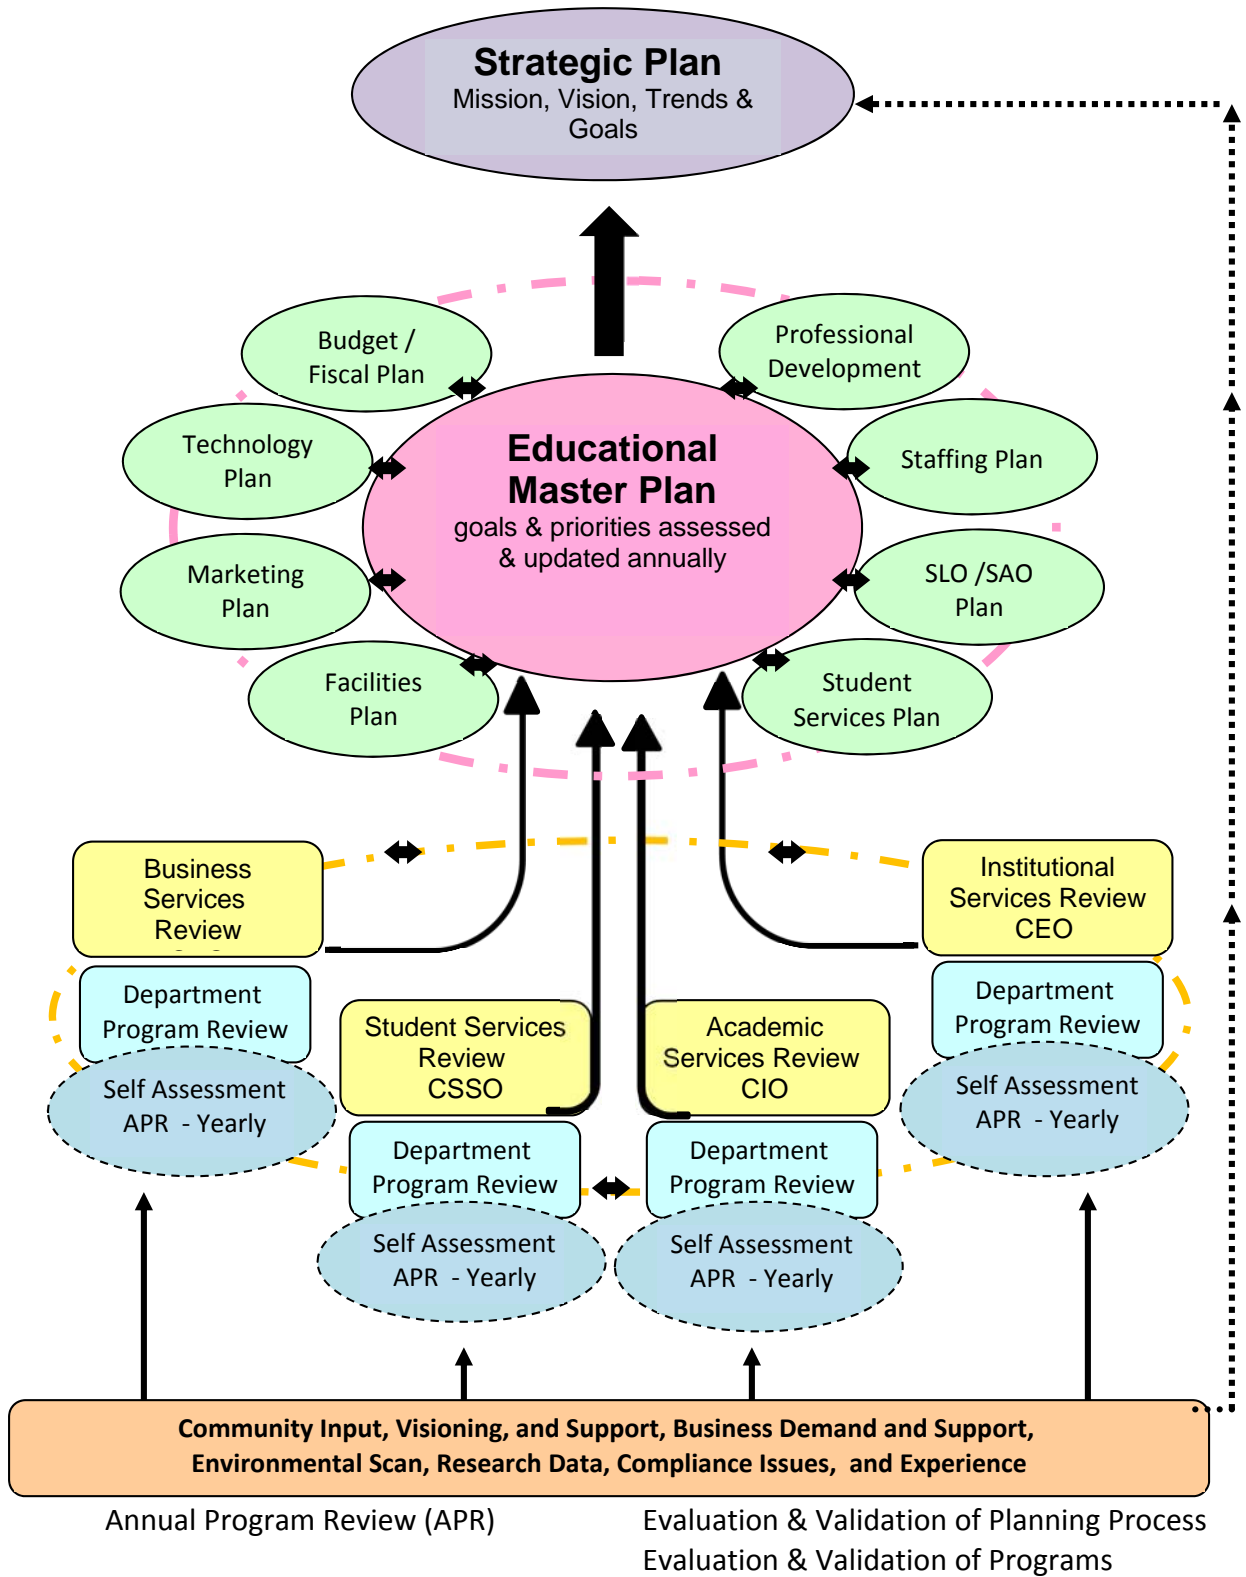 Strategic Plan
Mission, Vision, Trends &
Goals
Budget /
Fiscal Plan
Professional
Development
Technology
Plan
Educational
Master Plan
goals & priorities assessed
& updated annually
Staffing Plan
Marketing
Plan
SLO /SAO
Plan
Facilities
Plan
Student
Services Plan
Business
Services
Review
Institutional
Services Review
CEO
Department
Program Review
Self Assessment
APR - Yearly
Student Services
Review
CSSO
Department
Program Review
Self Assessment
APR - Yearly
Academic
Services Review
CIO
Department
Program Review
Self Assessment
APR - Yearly
Department
Program Review
Self Assessment
APR - Yearly
Community Input, Visioning, and Support, Business Demand and Support,
Environmental Scan, Research Data, Compliance Issues, and Experience
Annual Program Review (APR)
Evaluation & Validation of Planning Process
Evaluation & Validation of Programs